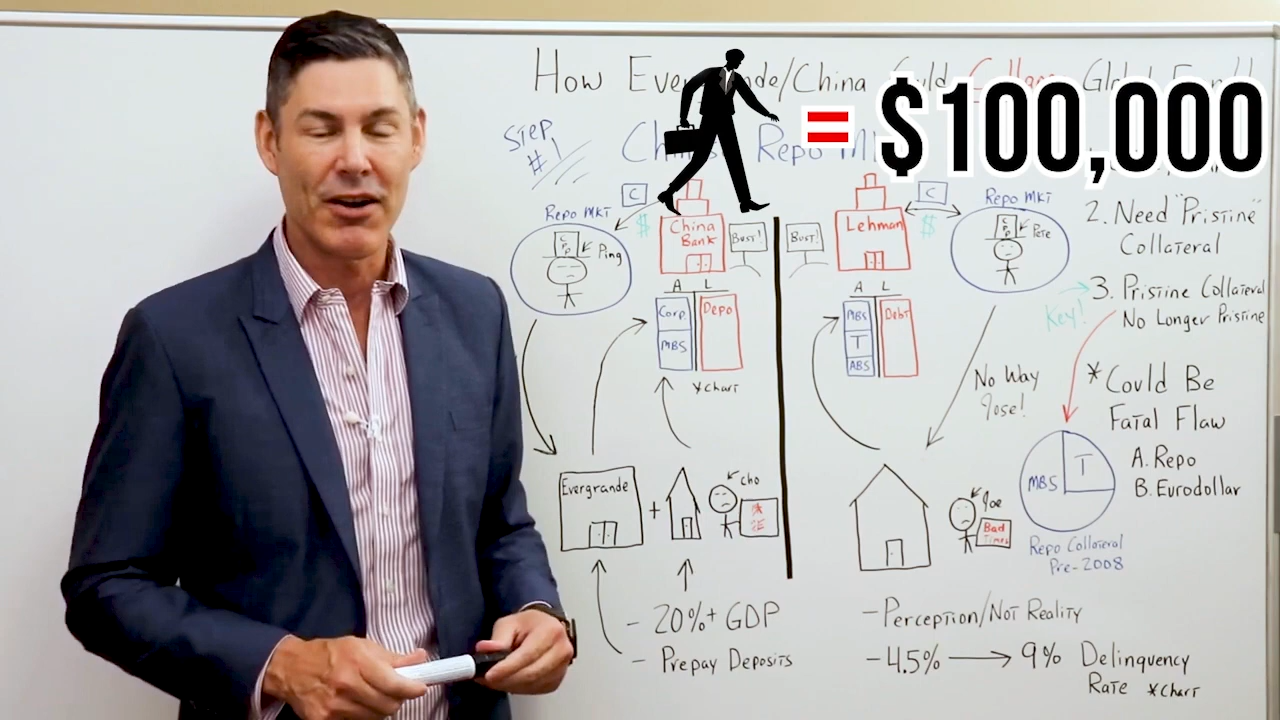 How Evergrande/China Could Collapse Global
= $100,000
STEP
#1
Repo MKT
C
$
China
Bank
Bust!
Ping
A L
Corp
MBS
Depo
*Chart
Bust!
Lehman
C
$
Repo MKT
Pete
A L
MBS
T
ABS
Debt
2. Need "Pristine"
Collateral
3. Pristine Collateral
No Longer Pristine
Key!
No Way
Jose!
* Could Be
Fatal Flaw
A. Repo
B. Eurodollar
MBS
T
Repo Collateral
Pre-2008
Evergrande
+
cho
Joe
Bad
Times
- 20%+ GDP
- Prepay Deposits
- Perception/Not Reality
- 4.5% → 9% Delinquency
Rate *Chart